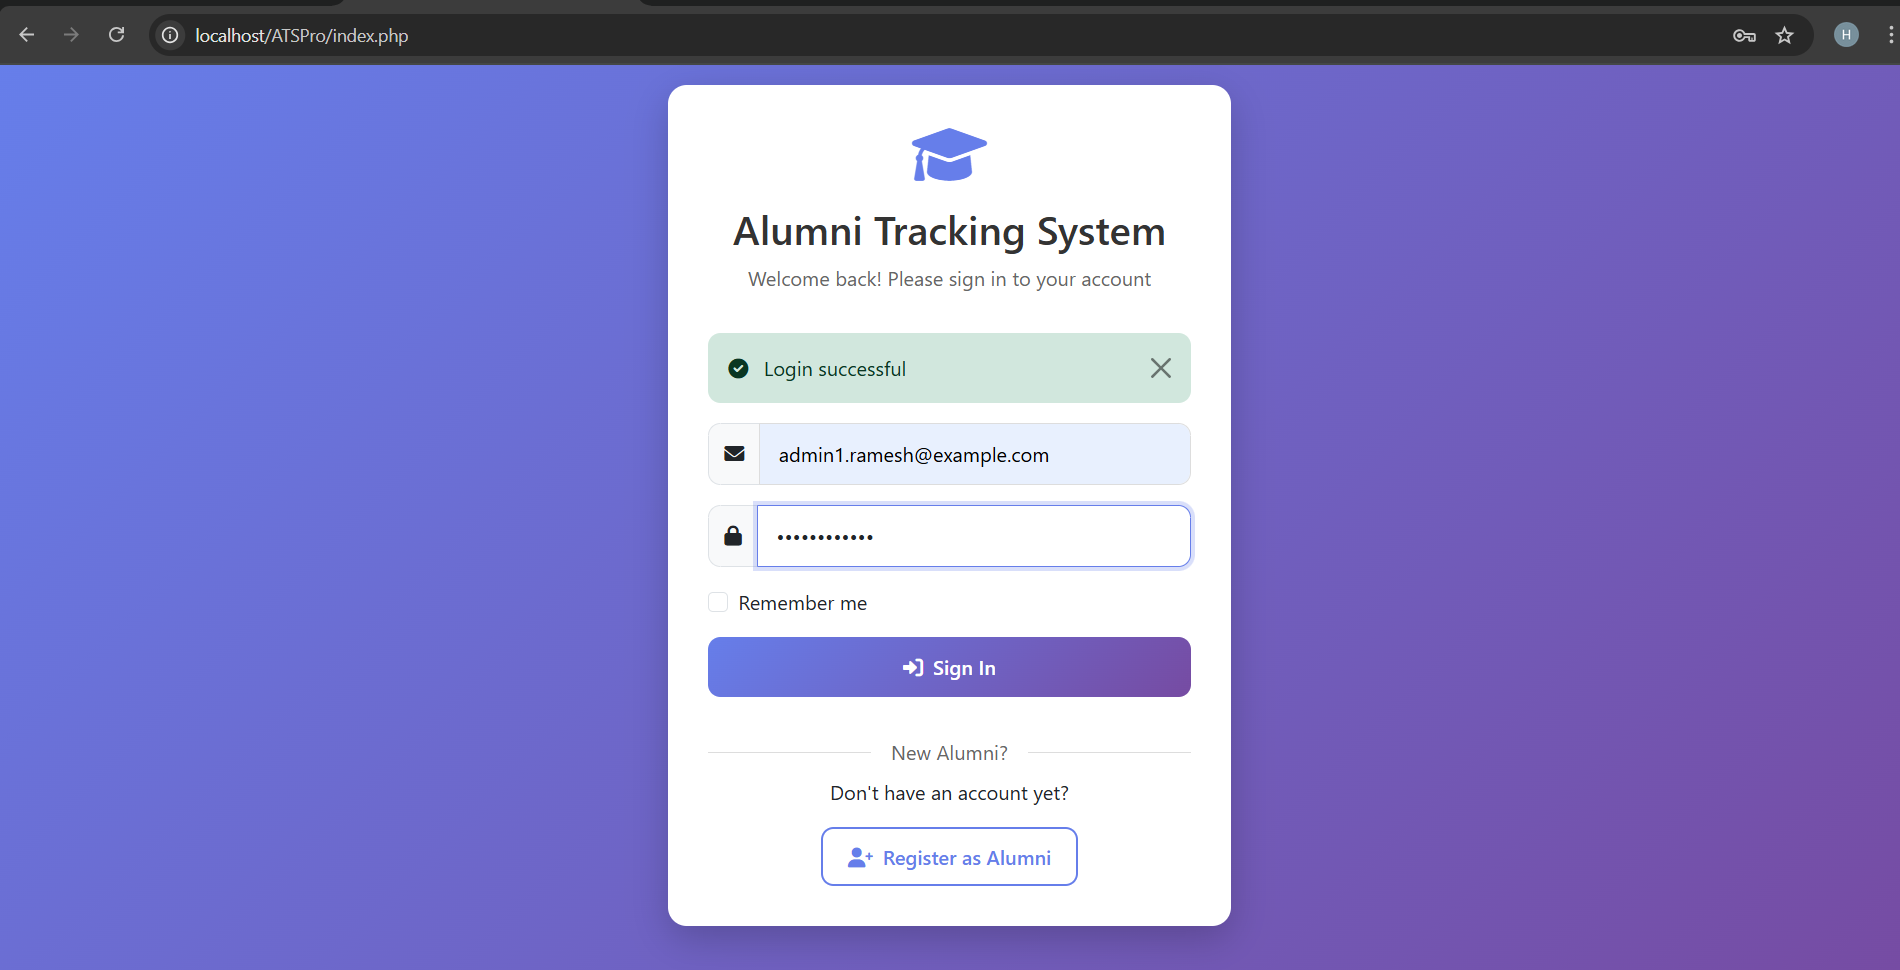 localhost/ATSPro/index.php
H
Alumni Tracking System
Welcome back! Please sign in to your account
Login successful
admin1.ramesh@example.com
••••••••••••
Remember me
Sign In
New Alumni?
Don't have an account yet?
Register as Alumni